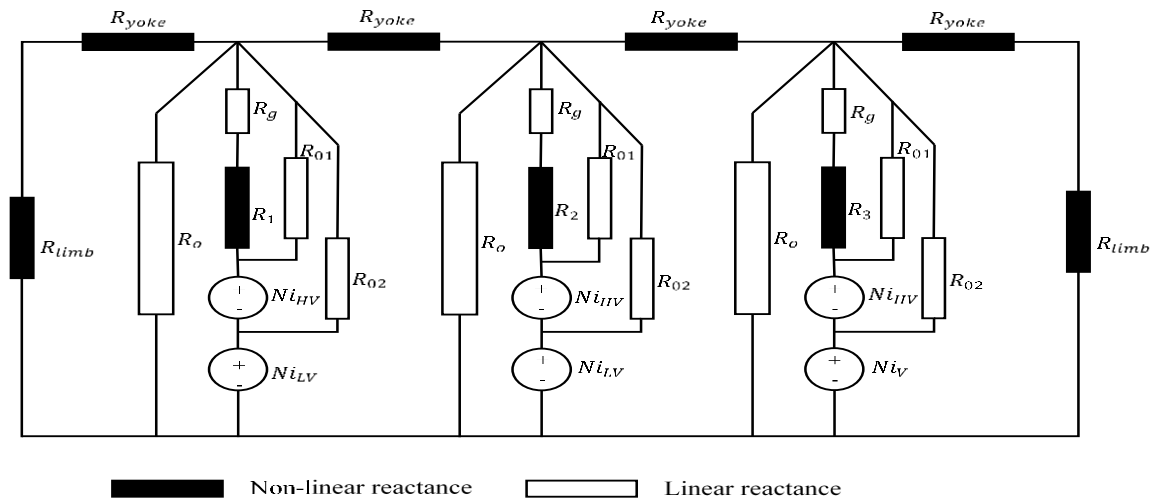 R_yoke R_yoke R_yoke R_yoke
R_g R_g R_g
R_01 R_01 R_01
R_1 R_2 R_3
R_limb R_o R_o R_o R_limb
R_02 R_02 R_02
Ni_HV Ni_HV Ni_HV
Ni_LV Ni_LV Ni_V
Non-linear reactance Linear reactance